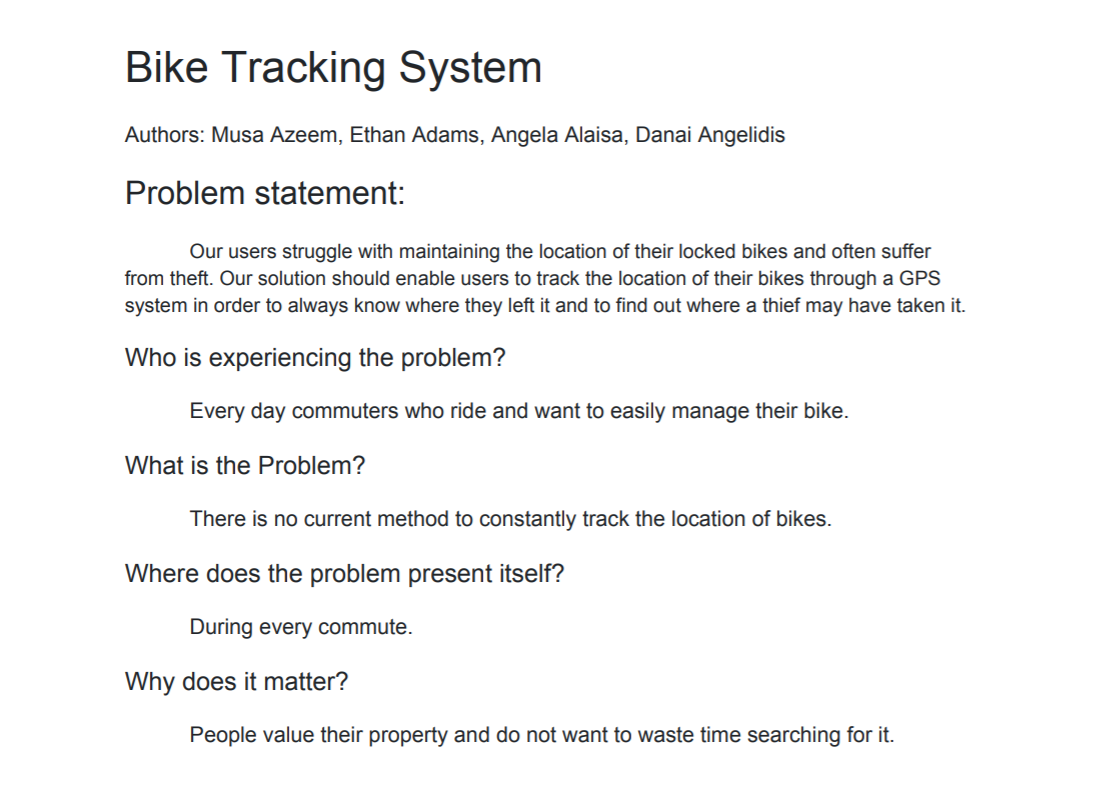 Bike Tracking System
Authors: Musa Azeem, Ethan Adams, Angela Alaisa, Danai Angelidis
Problem statement:
Our users struggle with maintaining the location of their locked bikes and often suffer
from theft. Our solution should enable users to track the location of their bikes through a GPS
system in order to always know where they left it and to find out where a thief may have taken it.
Who is experiencing the problem?
Every day commuters who ride and want to easily manage their bike.
What is the Problem?
There is no current method to constantly track the location of bikes.
Where does the problem present itself?
During every commute.
Why does it matter?
People value their property and do not want to waste time searching for it.